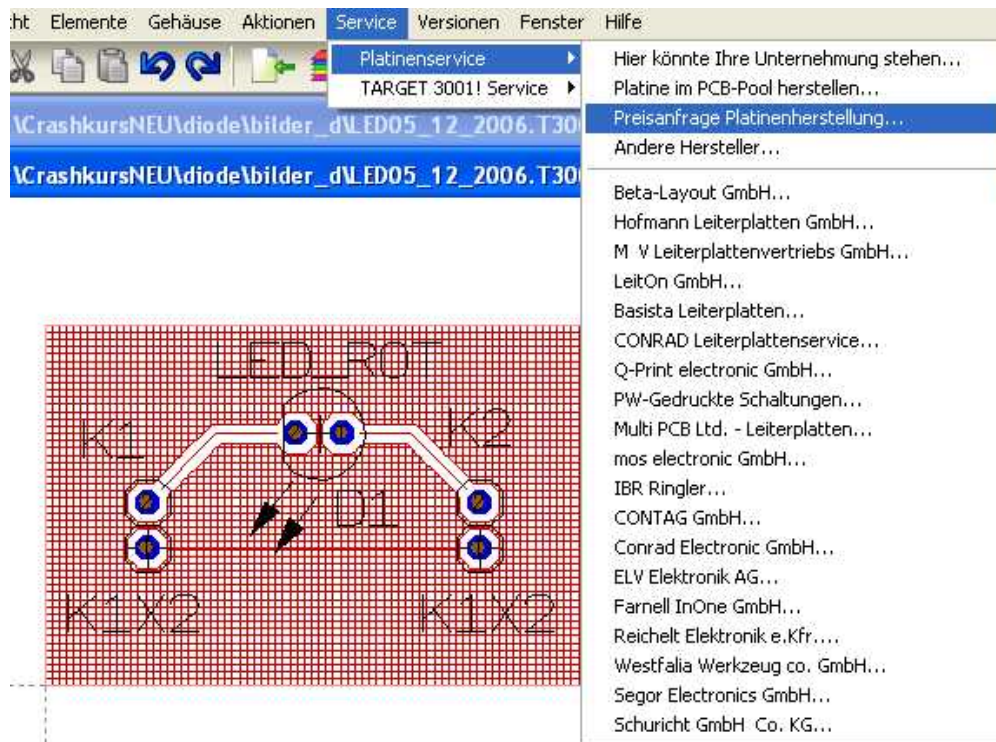 ht Elemente Gehäuse Aktionen Service Versionen Fenster Hilfe
Platinenservice
TARGET 3001! Service
Hier könnte Ihre Unternehmung stehen...
Platine im PCB-Pool herstellen...
Preisanfrage Platinenherstellung...
Andere Hersteller...
Beta-Layout GmbH...
Hofmann Leiterplatten GmbH...
M V Leiterplattenvertriebs GmbH...
LeitOn GmbH...
Basista Leiterplatten...
CONRAD Leiterplattenservice...
Q-Print electronic GmbH...
PW-Gedruckte Schaltungen...
Multi PCB Ltd. - Leiterplatten...
mos electronic GmbH...
IBR Ringler...
CONTAG GmbH...
Conrad Electronic GmbH...
ELV Elektronik AG...
Farnell InOne GmbH...
Reichelt Elektronik e.Kfr....
Westfalia Werkzeug co. GmbH...
Segor Electronics GmbH...
Schuricht GmbH Co. KG...
\CrashkursNEU\diode\bilder_d\LED05_12_2006.T30
\CrashkursNEU\diode\bilder_d\LED05_12_2006.T30
LED_ROT
K1 K2
D1
K1X2 K1X2